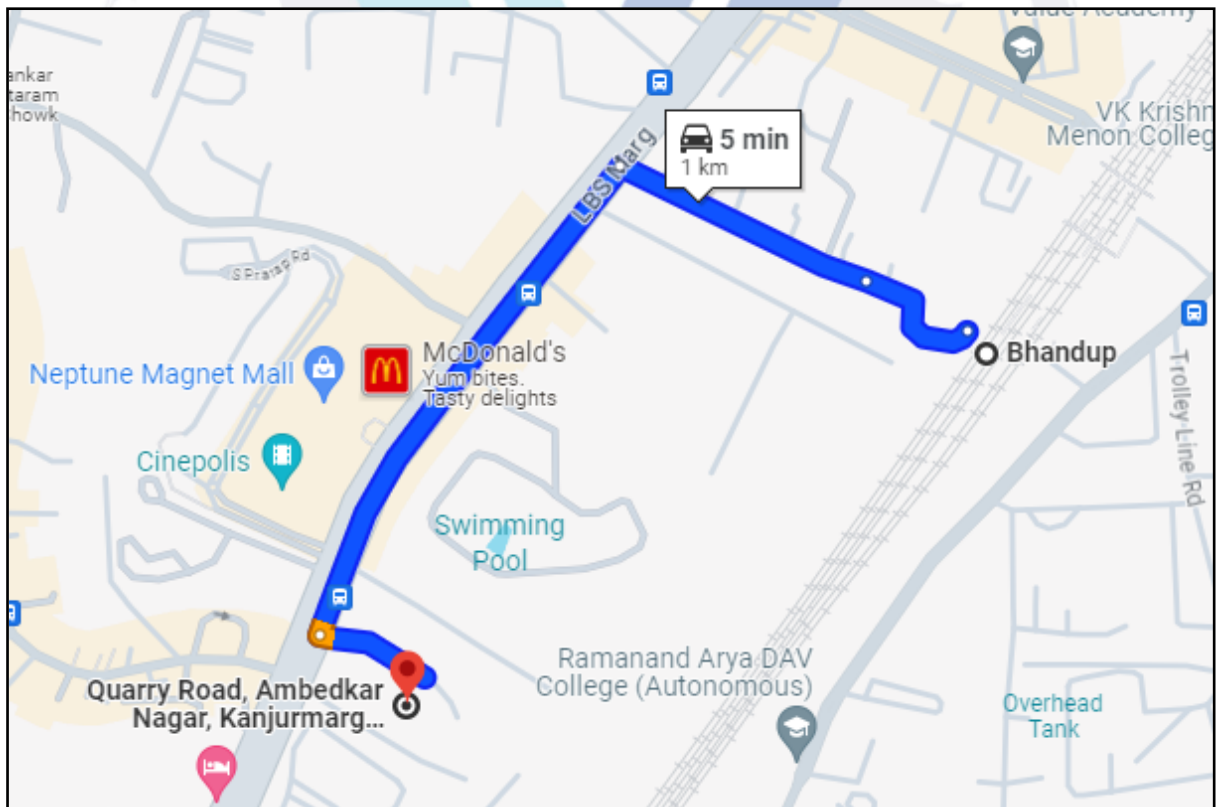 Value Academy
ankar
taram
howk
5 min
1 km
VK Krishn
Menon Colleg
LBS Marg
S Pratap Rd
Bhandup
McDonald's
Yum bites.
Tasty delights
Neptune Magnet Mall
Trolley Line Rd
Cinepolis
Swimming
Pool
Ramanand Arya DAV
College (Autonomous)
Quarry Road, Ambedkar
Nagar, Kanjurmarg...
Overhead
Tank